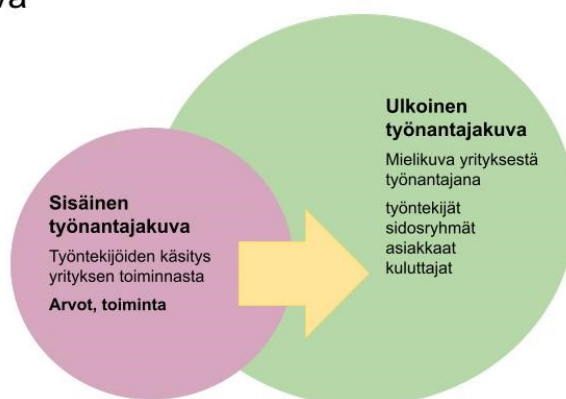 Sisäinen
työnantajakuva
Työntekijöiden käsitys
yrityksen toiminnasta
Arvot, toiminta
Ulkoinen
työnantajakuva
Mielikuva yrityksestä
työnantajana
työntekijät
sidosryhmät
asiakkaat
kuluttajat